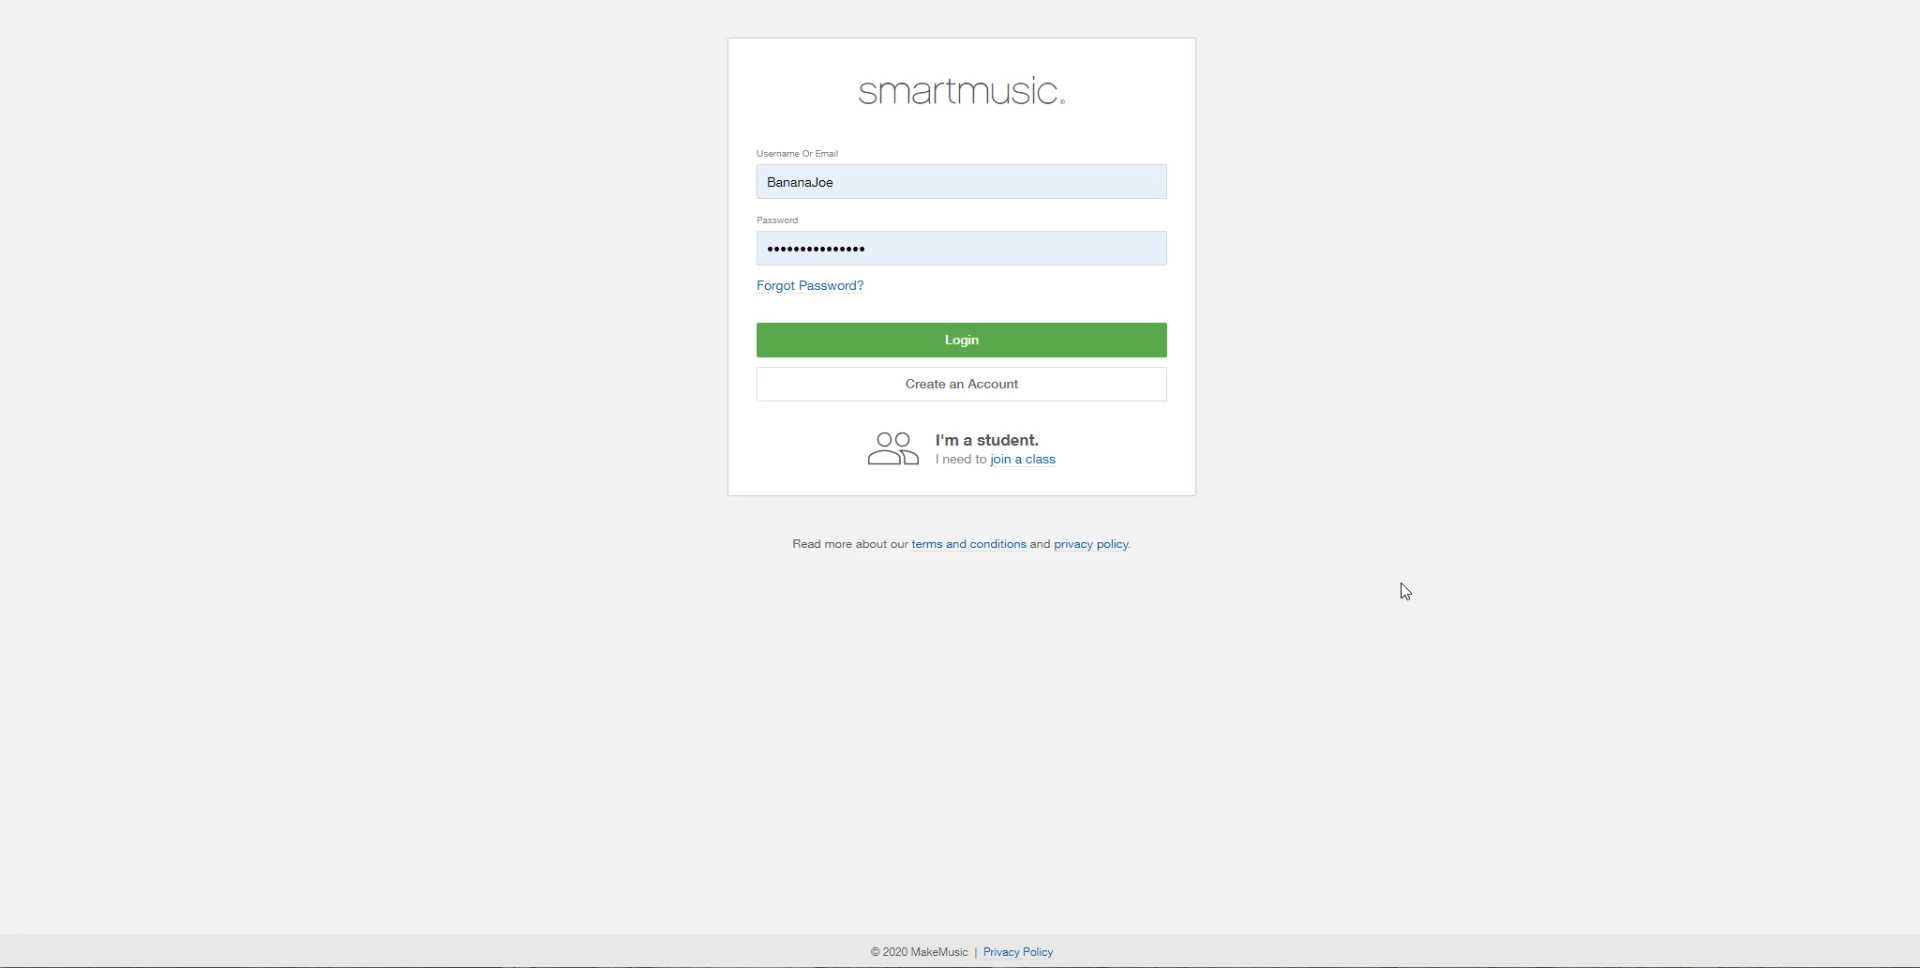 smartmusic®
Username Or Email
BananaJoe
Password
•••••••••••••••
Forgot Password?
Login
Create an Account
I'm a student.
I need to join a class
Read more about our terms and conditions and privacy policy.
© 2020 MakeMusic | Privacy Policy